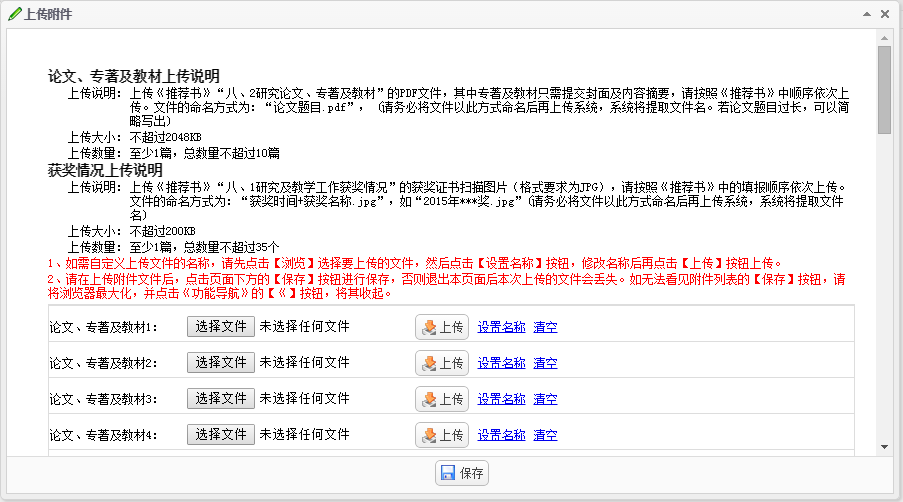 上传附件
论文、专著及教材上传说明
上传说明：上传《推荐书》“八、2研究论文、专著及教材”的PDF文件，其中专著及教材只需提交封面及内容摘要，请按照《推荐书》中顺序依次上
传。文件的命名方式为：“论文题目.pdf”，（请务必将文件以此方式命名后再上传系统，系统将提取文件名。若论文题目过长，可以简
略写出）
上传大小：不超过2048KB
上传数量：至少1篇，总数量不超过10篇
获奖情况上传说明
上传说明：上传《推荐书》“八、1研究及教学工作获奖情况”的获奖证书扫描图片（格式要求为JPG），请按照《推荐书》中的填报顺序依次上传。
文件的命名方式为：“获奖时间+获奖名称.jpg”，如“2015年***奖.jpg”（请务必将文件以此方式命名后再上传系统，系统将提取文件
名）
上传大小：不超过200KB
上传数量：至少1篇，总数量不超过35个
1、如需自定义上传文件的名称，请先点击【浏览】选择要上传的文件，然后点击【设置名称】按钮，修改名称后再点击【上传】按钮上传。
2、请在上传附件文件后，点击页面下方的【保存】按钮进行保存，否则退出本页面后本次上传的文件会丢失。如无法看见附件列表的【保存】按钮，请
将浏览器最大化，并点击《功能导航》的【《】按钮，将其收起。
论文、专著及教材1： 选择文件 未选择任何文件 上传 设置名称 清空
论文、专著及教材2： 选择文件 未选择任何文件 上传 设置名称 清空
论文、专著及教材3： 选择文件 未选择任何文件 上传 设置名称 清空
论文、专著及教材4： 选择文件 未选择任何文件 上传 设置名称 清空
保存